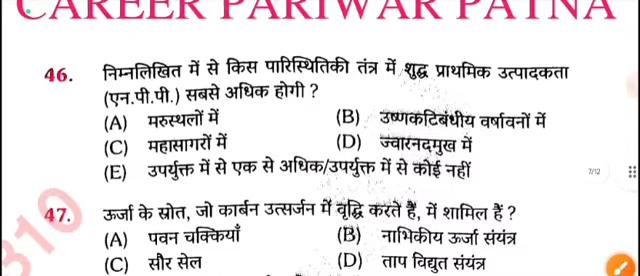 CAREER PARIWAR PATNA
46. निम्नलिखित में से किस पारिस्थितिकी तंत्र में शुद्ध प्राथमिक उत्पादकता
(एन.पी.पी.) सबसे अधिक होगी ?
(A) मरुस्थलों में (B) उष्णकटिबंधीय वर्षावनों में
(C) महासागरों में (D) ज्वारनदमुख में
(E) उपर्युक्त में से एक से अधिक/उपर्युक्त में से कोई नहीं
7/12
310
47. ऊर्जा के स्रोत, जो कार्बन उत्सर्जन में वृद्धि करते हैं, में शामिल हैं ?
(A) पवन चक्कियाँ (B) नाभिकीय ऊर्जा संयंत्र
(C) सौर सेल (D) ताप विद्युत संयंत्र